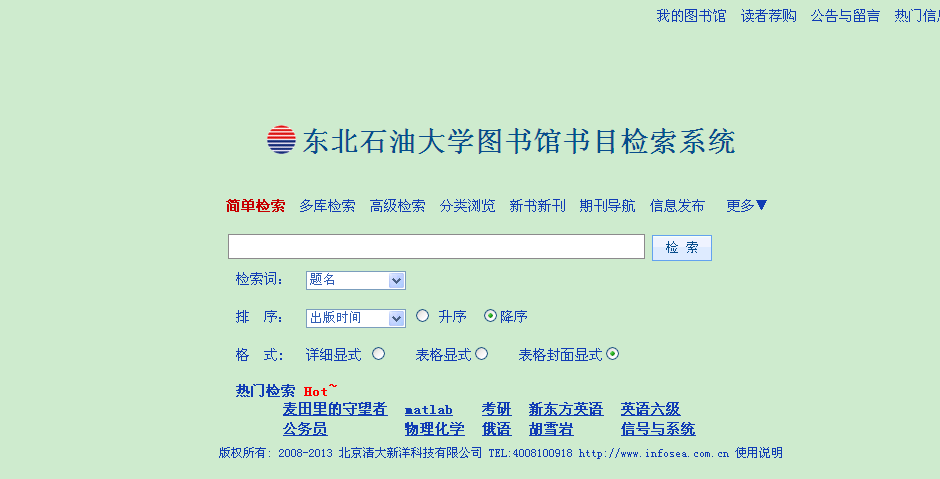 我的图书馆 读者荐购 公告与留言 热门信
东北石油大学图书馆书目检索系统
简单检索 多库检索 高级检索 分类浏览 新书新刊 期刊导航 信息发布 更多▼
检 索
检索词: 题名
排 序: 出版时间 升序 降序
格 式: 详细显式 表格显式 表格封面显式
热门检索 Hot~
麦田里的守望者 matlab 考研 新东方英语 英语六级
公务员 物理化学 俄语 胡雪岩 信号与系统
版权所有: 2008-2013 北京清大新洋科技有限公司 TEL:4008100918 http://www.infosea.com.cn 使用说明